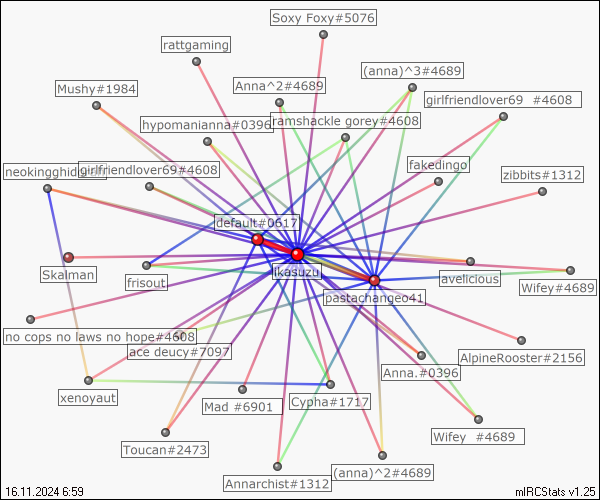 Soxy Foxy#5076
rattgaming
(anna)^3#4689
Mushy#1984
Anna^2#4689
girlfriendlover69 #4608
hypomanianna#0396
ramshackle gorey#4608
fakedingo
neokingghidorah
girlfriendlover69#4608
zibbits#1312
default#0617
Skalman
ikasuzu
avelicious
frisout
Wifey#4689
pastachangeo41
no cops no laws no hope#4608
ace deucy#7097
AlpineRooster#2156
Anna.#0396
xenoyaut
Mad #6901
Cypha#1717
Wifey #4689
Toucan#2473
(anna)^2#4689
Annarchist#1312
16.11.2024 6:59
mIRCStats v1.25